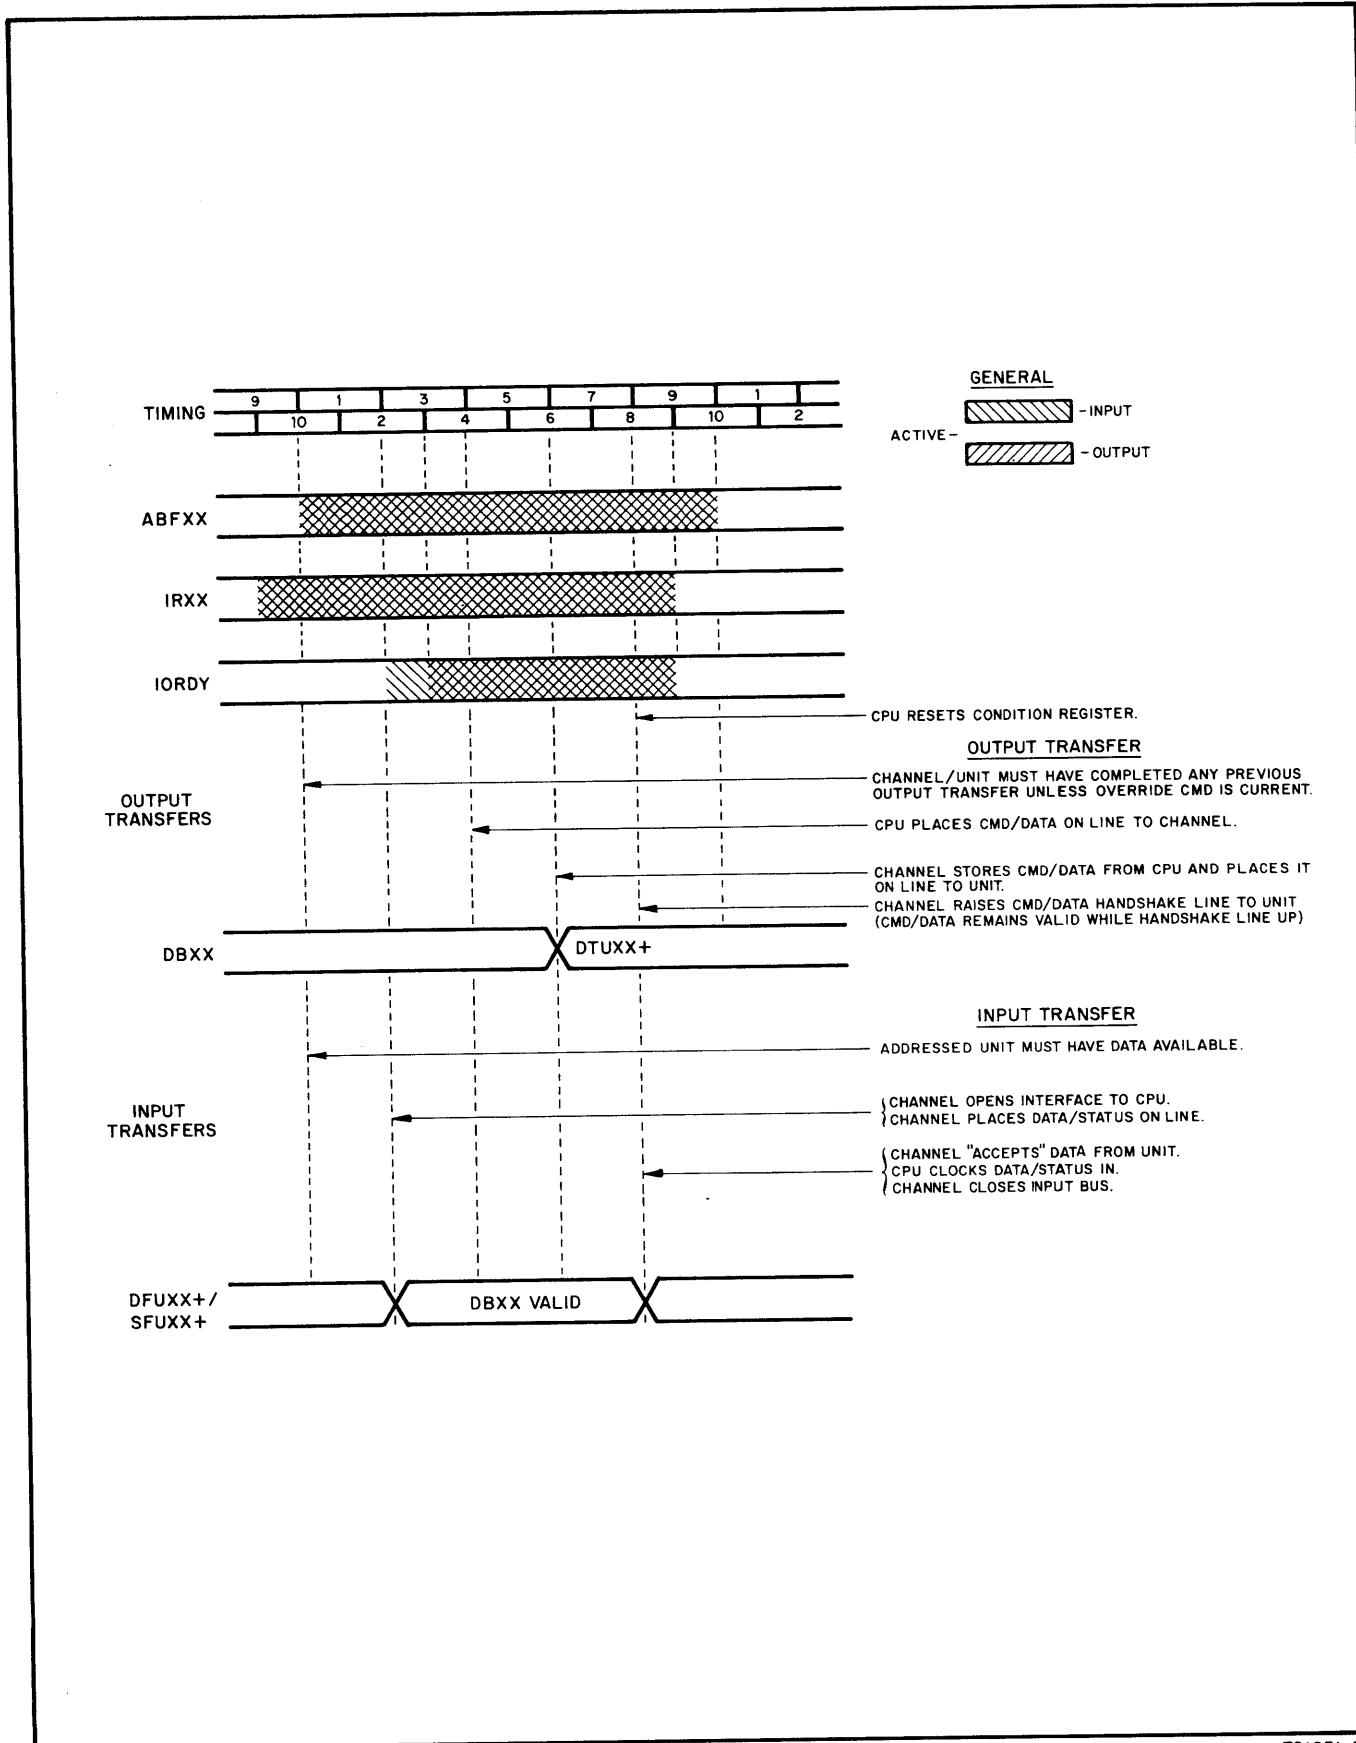 GENERAL
TIMING
9 1 3 5 7 9 1
10 2 4 6 8 10 2
-INPUT
ACTIVE-
-OUTPUT
ABFXX
IRXX
IORDY
CPU RESETS CONDITION REGISTER.
OUTPUT TRANSFER
OUTPUT
TRANSFERS
CHANNEL/UNIT MUST HAVE COMPLETED ANY PREVIOUS
OUTPUT TRANSFER UNLESS OVERRIDE CMD IS CURRENT.
CPU PLACES CMD/DATA ON LINE TO CHANNEL.
CHANNEL STORES CMD/DATA FROM CPU AND PLACES IT
ON LINE TO UNIT.
CHANNEL RAISES CMD/DATA HANDSHAKE LINE TO UNIT
(CMD/DATA REMAINS VALID WHILE HANDSHAKE LINE UP)
DBXX
DTUXX+
INPUT TRANSFER
ADDRESSED UNIT MUST HAVE DATA AVAILABLE.
INPUT
TRANSFERS
CHANNEL OPENS INTERFACE TO CPU.
CHANNEL PLACES DATA/STATUS ON LINE.
CHANNEL "ACCEPTS" DATA FROM UNIT.
CPU CLOCKS DATA/STATUS IN.
CHANNEL CLOSES INPUT BUS.
DFUXX+/
SFUXX+
DBXX VALID